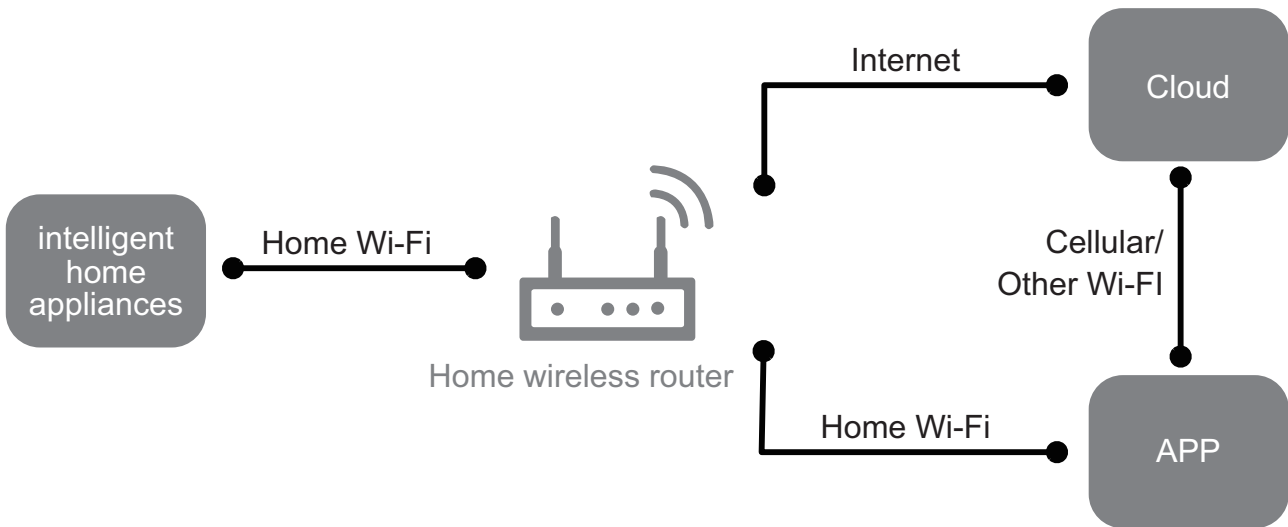 Internet
Cloud
intelligent
home
appliances
Home Wi-Fi
Cellular/
Other Wi-FI
Home wireless router
Home Wi-Fi
APP